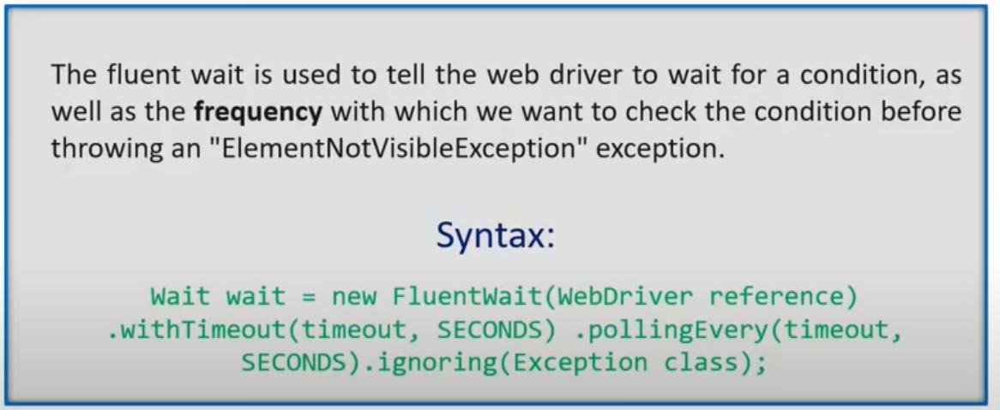 The fluent wait is used to tell the web driver to wait for a condition, as
well as the frequency with which we want to check the condition before
throwing an "ElementNotVisibleException" exception.
Syntax:
Wait wait = new FluentWait(WebDriver reference)
.withTimeout(timeout, SECONDS) .pollingEvery(timeout,
SECONDS).ignoring(Exception class);